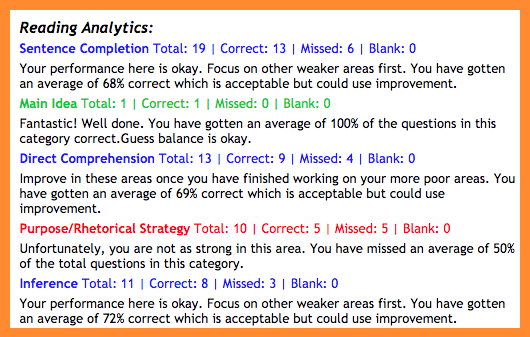 Reading Analytics:
Sentence Completion Total: 19 | Correct: 13 | Missed: 6 | Blank: 0
Your performance here is okay. Focus on other weaker areas first. You have gotten
an average of 68% correct which is acceptable but could use improvement.
Main Idea Total: 1 | Correct: 1 | Missed: 0 | Blank: 0
Fantastic! Well done. You have gotten an average of 100% of the questions in this
category correct.Guess balance is okay.
Direct Comprehension Total: 13 | Correct: 9 | Missed: 4 | Blank: 0
Improve in these areas once you have finished working on your more poor areas. You
have gotten an average of 69% correct which is acceptable but could use
improvement.
Purpose/Rhetorical Strategy Total: 10 | Correct: 5 | Missed: 5 | Blank: 0
Unfortunately, you are not as strong in this area. You have missed an average of 50%
of the total questions in this category.
Inference Total: 11 | Correct: 8 | Missed: 3 | Blank: 0
Your performance here is okay. Focus on other weaker areas first. You have gotten
an average of 72% correct which is acceptable but could use improvement.